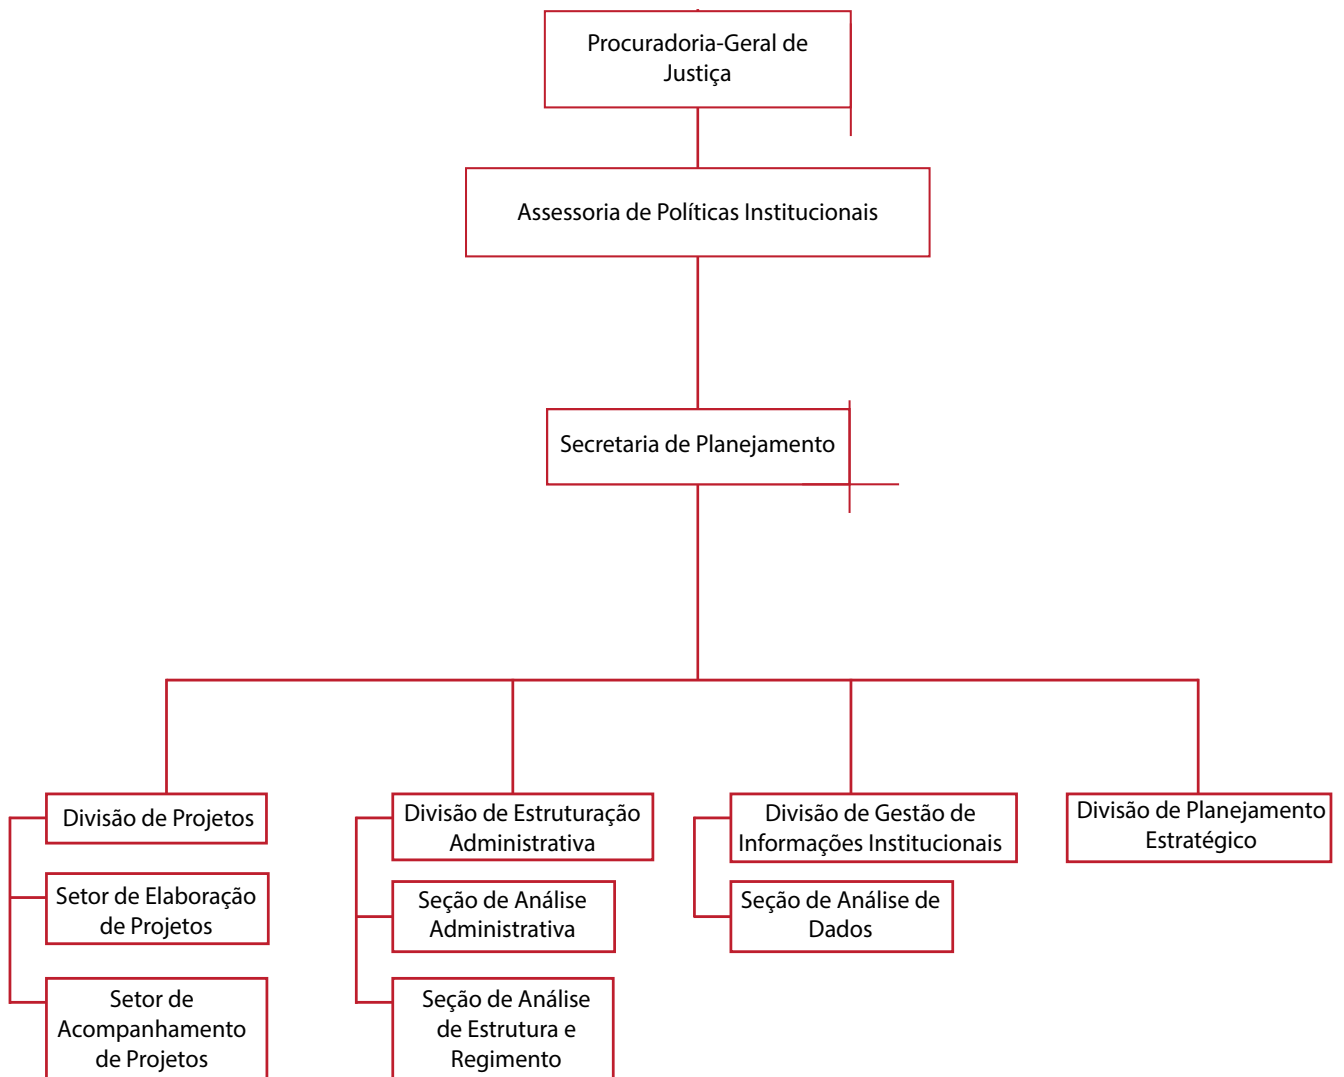 Procuradoria-Geral de
Justiça
Assessoria de Políticas Institucionais
Secretaria de Planejamento
Divisão de Projetos
Setor de Elaboração
de Projetos
Setor de
Acompanhamento
de Projetos
Divisão de Estruturação
Administrativa
Seção de Análise
Administrativa
Seção de Análise
de Estrutura e
Regimento
Divisão de Gestão de
Informações Institucionais
Seção de Análise de
Dados
Divisão de Planejamento
Estratégico